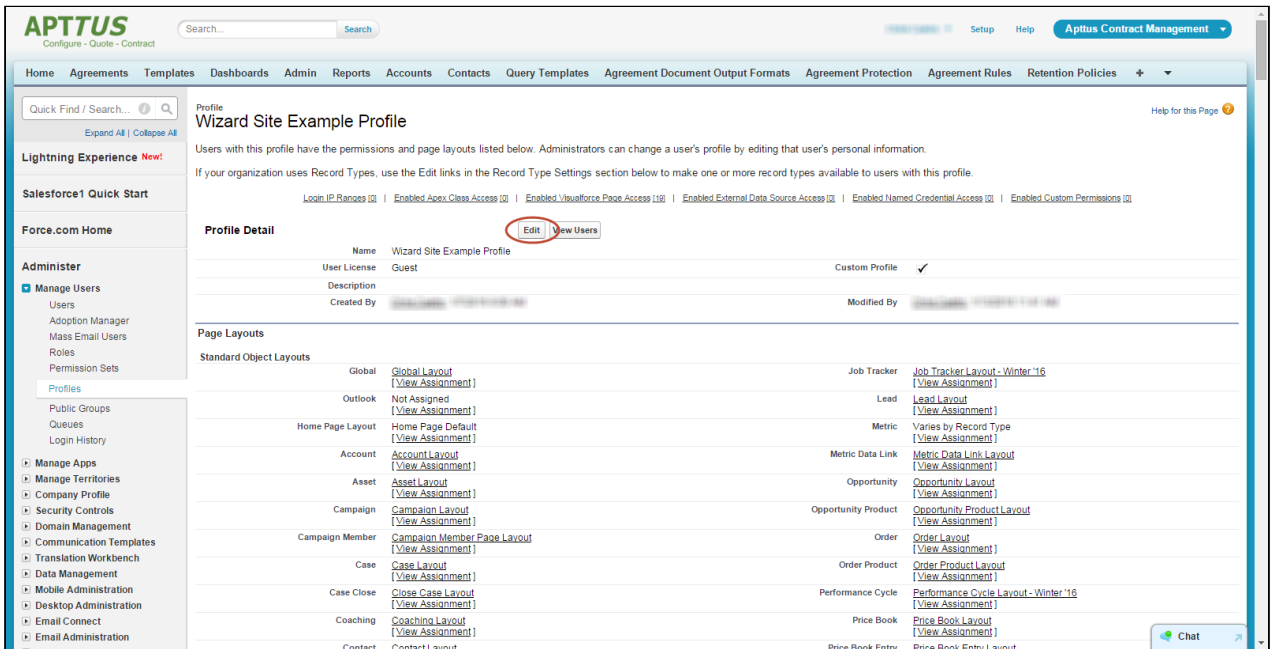 APTTUS
Configure - Quote - Contract
Search...
Search
Setup
Help
Apttus Contract Management
Home Agreements Templates Dashboards Admin Reports Accounts Contacts Query Templates Agreement Document Output Formats Agreement Protection Agreement Rules Retention Policies +
Quick Find / Search...
Expand All | Collapse All
Lightning Experience New!
Salesforce1 Quick Start
Force.com Home
Administer
Manage Users
Users
Adoption Manager
Mass Email Users
Roles
Permission Sets
Profiles
Public Groups
Queues
Login History
Manage Apps
Manage Territories
Company Profile
Security Controls
Domain Management
Communication Templates
Translation Workbench
Data Management
Mobile Administration
Desktop Administration
Email Connect
Email Administration
Profile
Wizard Site Example Profile
Help for this Page ?
Users with this profile have the permissions and page layouts listed below. Administrators can change a user's profile by editing that user's personal information.
If your organization uses Record Types, use the Edit links in the Record Type Settings section below to make one or more record types available to users with this profile.
Login IP Ranges [0] | Enabled Apex Class Access [0] | Enabled Visualforce Page Access [19] | Enabled External Data Source Access [0] | Enabled Named Credential Access [0] | Enabled Custom Permissions [0]
Profile Detail Edit View Users
Name Wizard Site Example Profile
User License Guest Custom Profile ✓
Description
Created By Modified By
Page Layouts
Standard Object Layouts
Global Global Layout Job Tracker Job Tracker Layout - Winter '16
[ View Assignment ] [ View Assignment ]
Outlook Not Assigned Lead Lead Layout
[ View Assignment ] [ View Assignment ]
Home Page Layout Home Page Default Metric Varies by Record Type
[ View Assignment ] [ View Assignment ]
Account Account Layout Metric Data Link Metric Data Link Layout
[ View Assignment ] [ View Assignment ]
Asset Asset Layout Opportunity Opportunity Layout
[ View Assignment ] [ View Assignment ]
Campaign Campaign Layout Opportunity Product Opportunity Product Layout
[ View Assignment ] [ View Assignment ]
Campaign Member Campaign Member Page Layout Order Order Layout
[ View Assignment ] [ View Assignment ]
Case Case Layout Order Product Order Product Layout
[ View Assignment ] [ View Assignment ]
Case Close Close Case Layout Performance Cycle Performance Cycle Layout - Winter '16
[ View Assignment ] [ View Assignment ]
Coaching Coaching Layout Price Book Price Book Layout
[ View Assignment ] [ View Assignment ]
Contact Contact Layout Price Book Entry Price Book Entry Layout
Chat